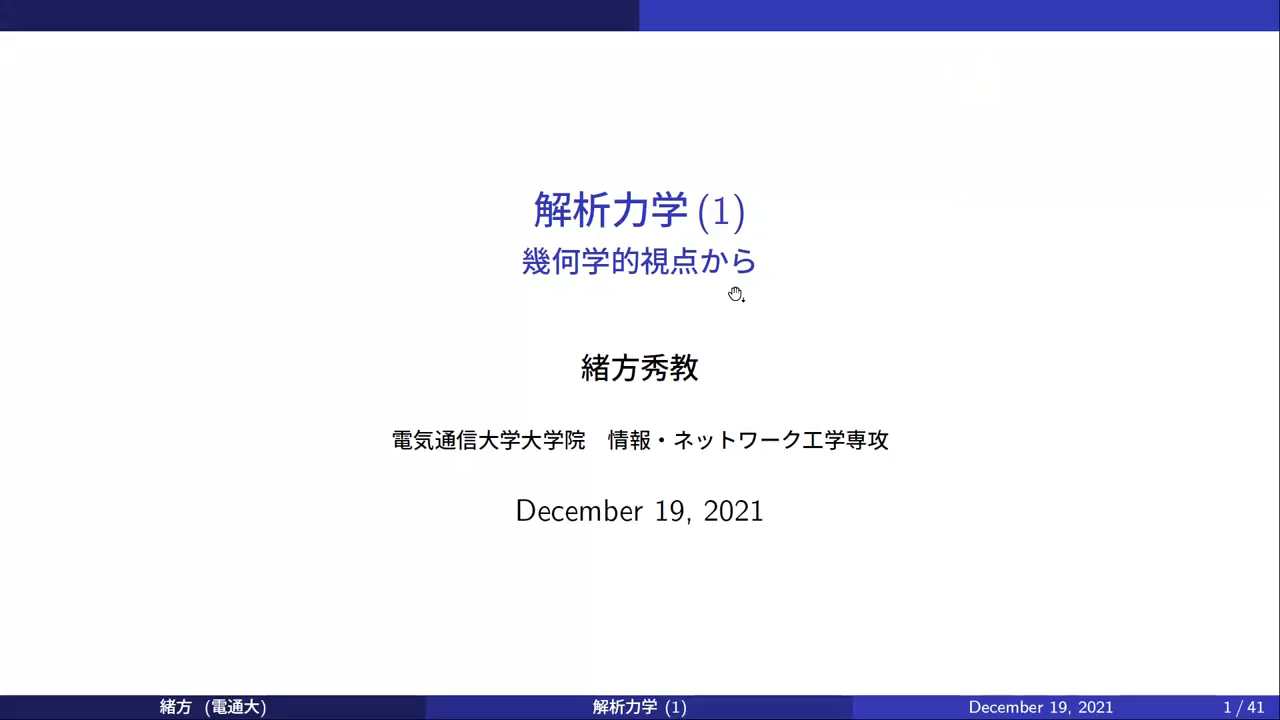 解析力学 (1)
幾何学的視点から
緒方秀教
電気通信大学大学院　情報・ネットワーク工学専攻
December 19, 2021
緒方 (電通大)
解析力学 (1)
December 19, 2021
1 / 41